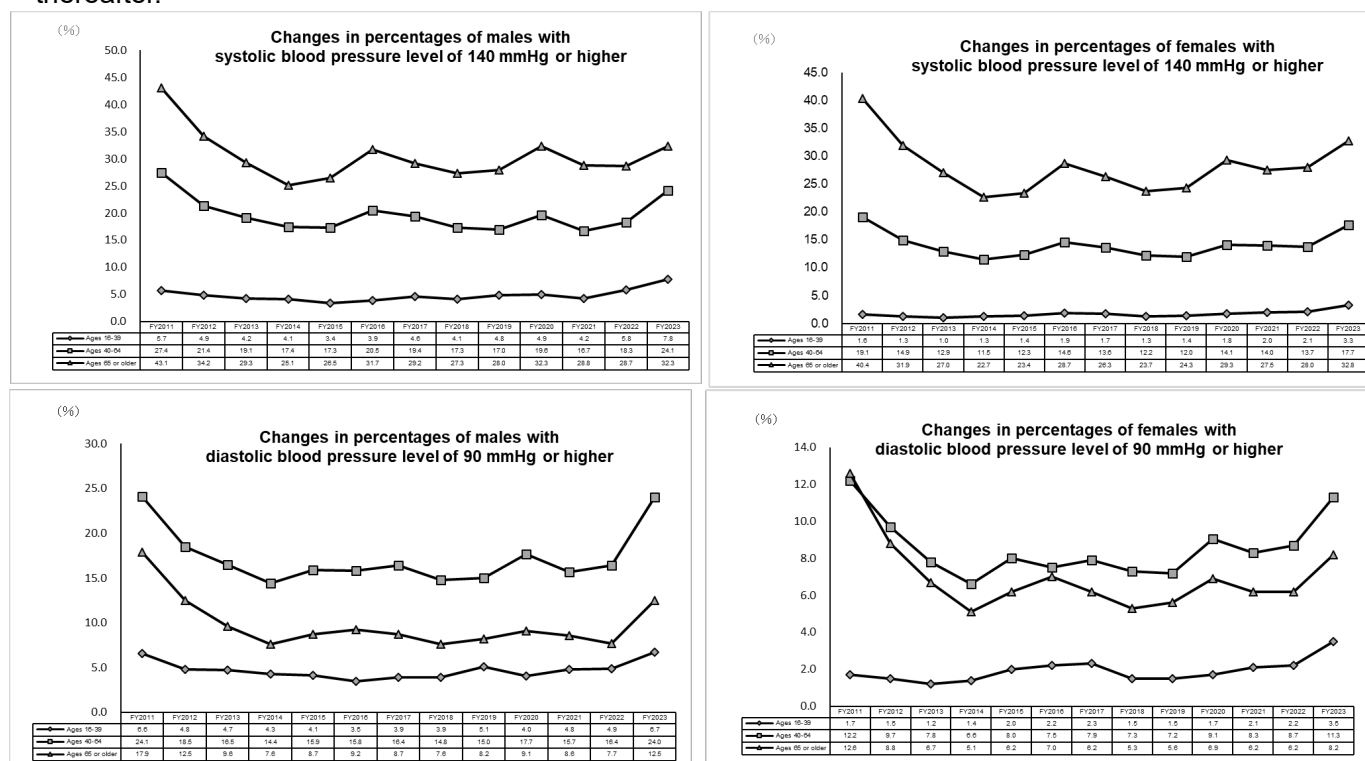 thereafter.
(%)
Changes in percentages of males with
systolic blood pressure level of 140 mmHg or higher
50.0
45.0
40.0
35.0
30.0
25.0
20.0
15.0
10.0
5.0
0.0
FY2011 FY2012 FY2013 FY2014 FY2015 FY2016 FY2017 FY2018 FY2019 FY2020 FY2021 FY2022 FY2023
Ages 16-39 5.7 4.9 4.2 4.1 3.4 3.9 4.6 4.1 4.8 4.9 4.2 5.8 7.8
Ages 40-64 27.4 21.4 19.1 17.4 17.3 20.5 19.4 17.3 17.0 19.6 16.7 18.3 24.1
Ages 65 or older 43.1 34.2 29.3 25.1 26.5 31.7 29.2 27.3 28.0 32.3 28.8 28.7 32.3
(%)
Changes in percentages of females with
systolic blood pressure level of 140 mmHg or higher
45.0
40.0
35.0
30.0
25.0
20.0
15.0
10.0
5.0
0.0
FY2011 FY2012 FY2013 FY2014 FY2015 FY2016 FY2017 FY2018 FY2019 FY2020 FY2021 FY2022 FY2023
Ages 16-39 1.6 1.3 1.0 1.3 1.4 1.9 1.7 1.3 1.4 1.8 2.0 2.1 3.3
Ages 40-64 19.1 14.9 12.9 11.5 12.3 14.6 13.6 12.2 12.0 14.1 14.0 13.7 17.7
Ages 65 or older 40.4 31.9 27.0 22.7 23.4 28.7 26.3 23.7 24.3 29.3 27.5 28.0 32.8
(%)
Changes in percentages of males with
diastolic blood pressure level of 90 mmHg or higher
30.0
25.0
20.0
15.0
10.0
5.0
0.0
FY2011 FY2012 FY2013 FY2014 FY2015 FY2016 FY2017 FY2018 FY2019 FY2020 FY2021 FY2022 FY2023
Ages 16-39 6.6 4.8 4.7 4.3 4.1 3.5 3.9 3.9 5.1 4.0 4.8 4.9 6.7
Ages 40-64 24.1 18.5 16.5 14.4 15.9 15.8 16.4 14.8 15.0 17.7 15.7 16.4 24.0
Ages 65 or older 17.9 12.5 9.6 7.6 8.7 9.2 8.7 7.6 8.2 9.1 8.6 7.7 12.5
(%)
Changes in percentages of females with
diastolic blood pressure level of 90 mmHg or higher
14.0
12.0
10.0
8.0
6.0
4.0
2.0
0.0
FY2011 FY2012 FY2013 FY2014 FY2015 FY2016 FY2017 FY2018 FY2019 FY2020 FY2021 FY2022 FY2023
Ages 16-39 1.7 1.5 1.2 1.4 2.0 2.2 2.3 1.5 1.5 1.7 2.1 2.2 3.5
Ages 40-64 12.2 9.7 7.8 6.6 8.0 7.5 7.9 7.3 7.2 9.1 8.3 8.7 11.3
Ages 65 or older 12.6 8.8 6.7 5.1 6.2 7.0 6.2 5.3 5.6 6.9 6.2 6.2 8.2